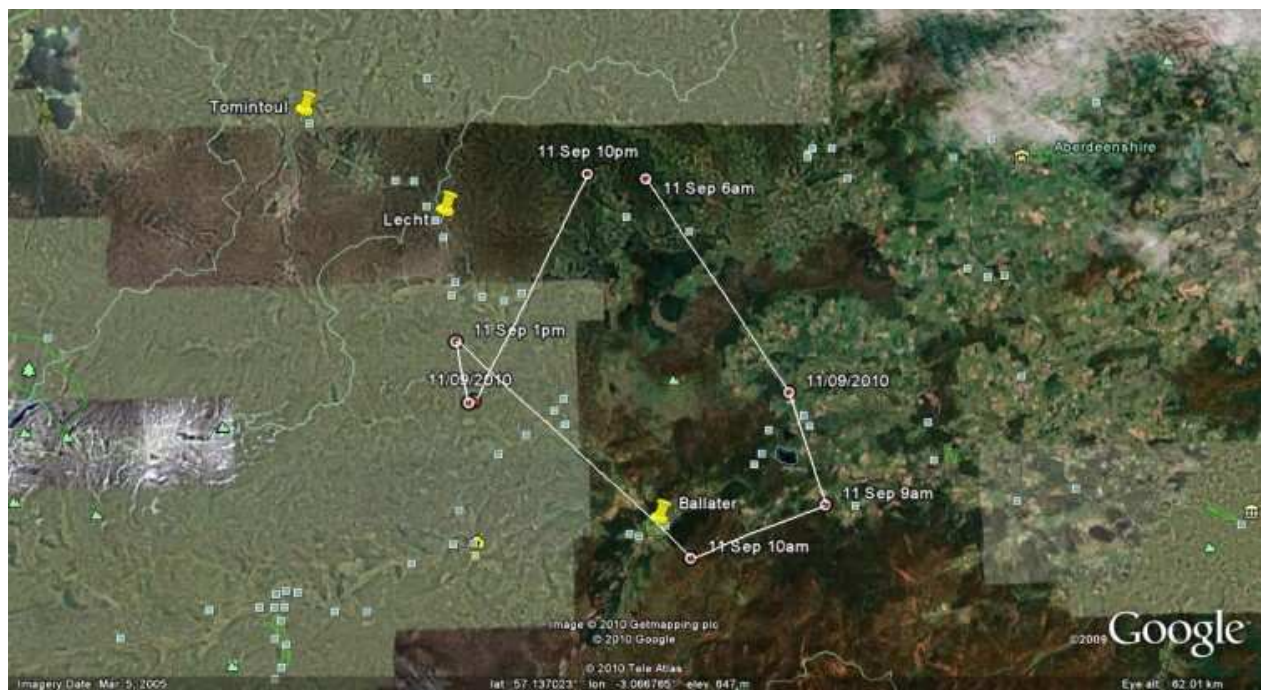 Tomintoul
11 Sep 10pm
Aberdeenshire
11 Sep 6am
Lecht
11 Sep 1pm
11/09/2010
11/09/2010
11 Sep 9am
Ballater
11 Sep 10am
Image © 2010 Getmapping plc
© 2010 Google
©2009 Google
© 2010 Tele Atlas
Imagery Date: Mar 5, 2005 lat 57.137023° lon -3.066765° elev 647 m Eye alt 62.01 km